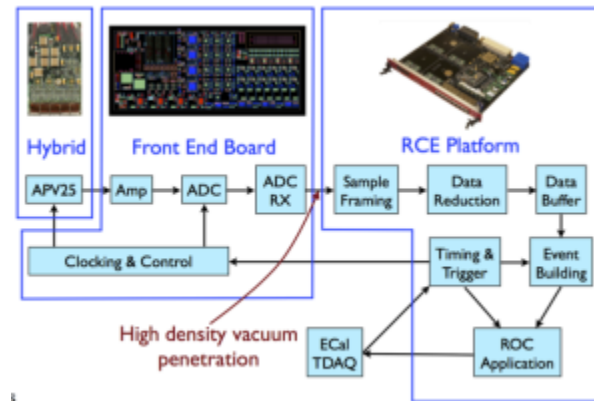 Hybrid
Front End Board
RCE Platform
APV25
Amp
ADC
ADC
RX
Sample
Framing
Data
Reduction
Data
Buffer
Clocking & Control
Timing &
Trigger
Event
Building
High density vacuum
penetration
ECal
TDAQ
ROC
Application